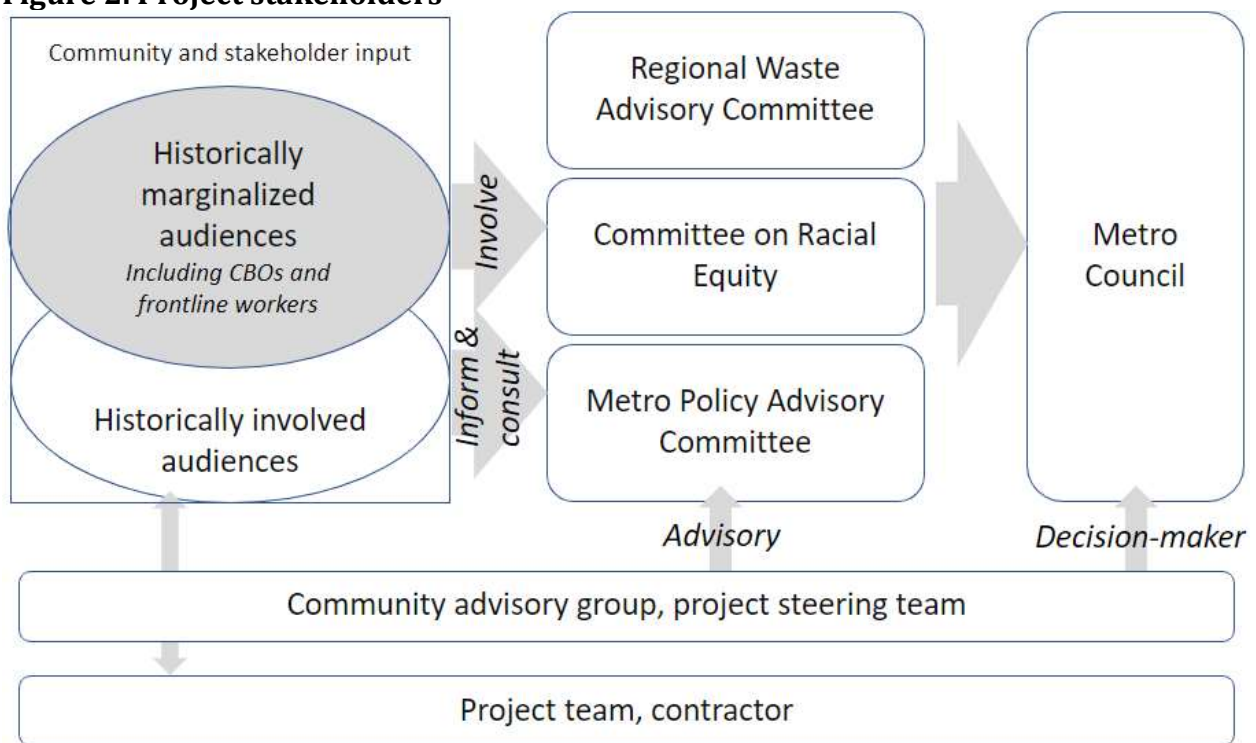 Figure 2. Project stakeholders
Community and stakeholder input
Historically
marginalized
audiences
Including CBOs and
frontline workers
Historically involved
audiences
Involve
Inform &
consult
Regional Waste
Advisory Committee
Committee on Racial
Equity
Metro Policy Advisory
Committee
Advisory
Metro
Council
Decision-maker
Community advisory group, project steering team
Project team, contractor